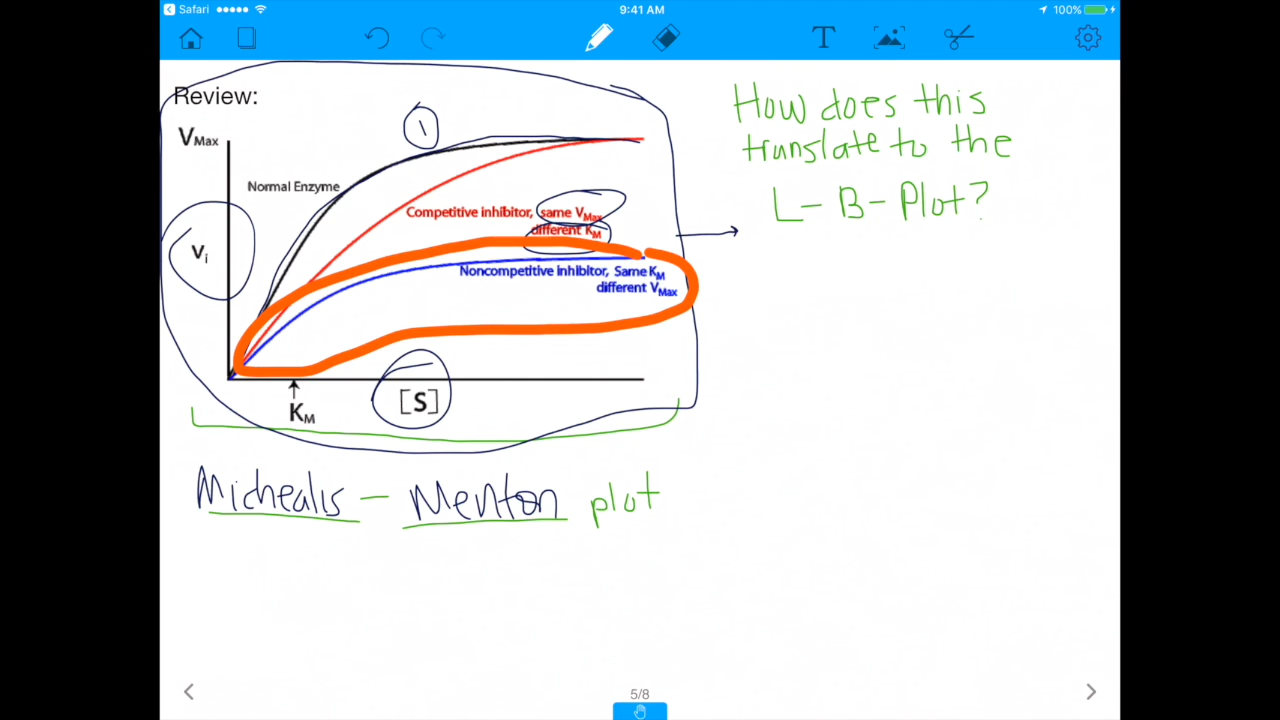 Safari
9:41 AM
100%
T
Review:
VMax
1
Normal Enzyme
Competitive inhibitor, same VMax
different KM
Vi
Noncompetitive inhibitor, Same KM
different VMax
KM
[S]
Michealis - Menton plot
How does this
translate to the
L-B-Plot?
5/8